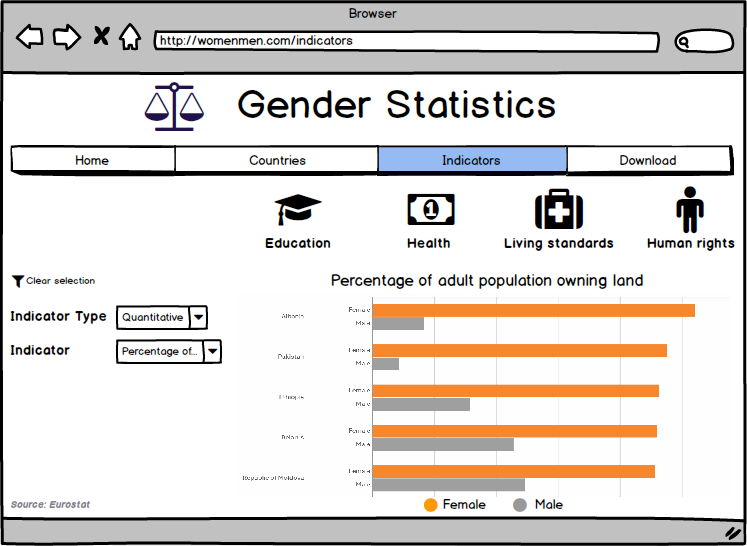 Browser
http://womenmen.com/indicators
Gender Statistics
Home Countries Indicators Download
1
Education Health Living standards Human rights
Clear selection
Percentage of adult population owning land
Indicator Type Quantitative
Indicator Percentage of...
Albania Female
Male
Pakistan Female
Male
Ethiopia Female
Male
Belarus Female
Male
Republic of Moldova Female
Male
Source: Eurostat
Female Male